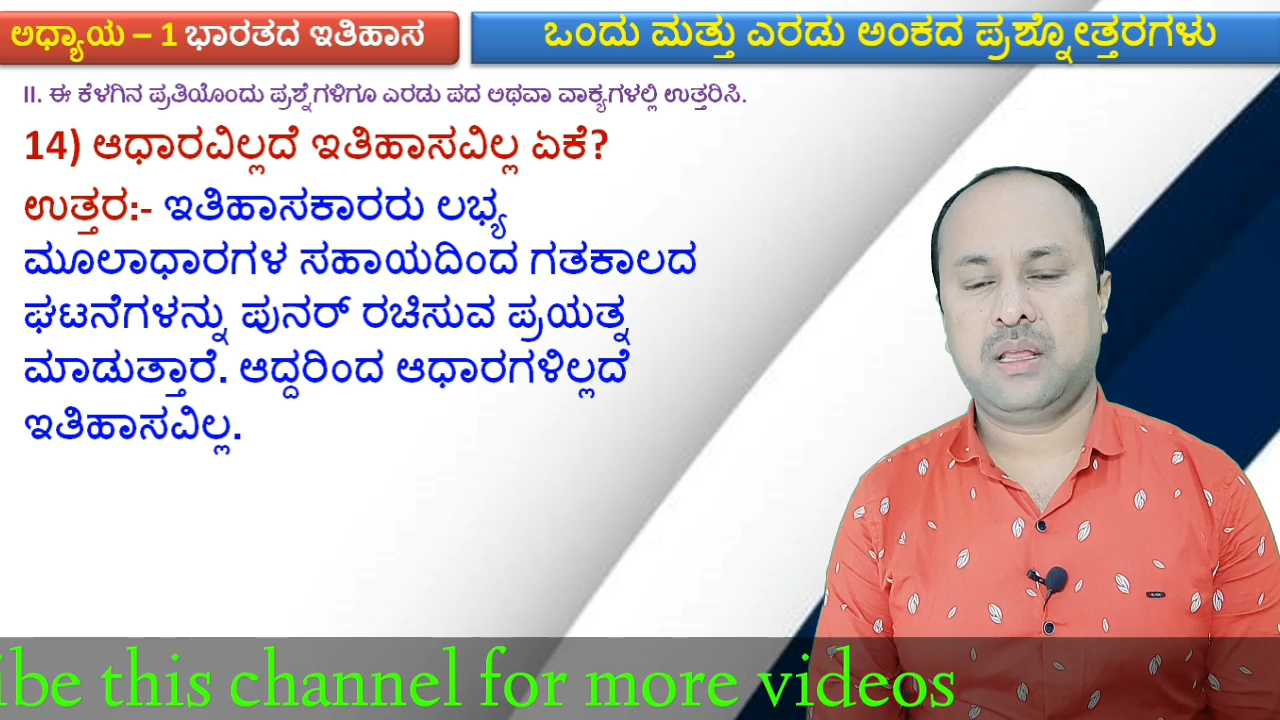 ಅಧ್ಯಾಯ – 1 ಭಾರತದ ಇತಿಹಾಸ
ಒಂದು ಮತ್ತು ಎರಡು ಅಂಕದ ಪ್ರಶ್ನೋತ್ತರಗಳು
II. ಈ ಕೆಳಗಿನ ಪ್ರತಿಯೊಂದು ಪ್ರಶ್ನೆಗಳಿಗೂ ಎರಡು ಪದ ಅಥವಾ ವಾಕ್ಯಗಳಲ್ಲಿ ಉತ್ತರಿಸಿ.
14) ಆಧಾರವಿಲ್ಲದೆ ಇತಿಹಾಸವಿಲ್ಲ ಏಕೆ?
ಉತ್ತರ:- ಇತಿಹಾಸಕಾರರು ಲಭ್ಯ
ಮೂಲಾಧಾರಗಳ ಸಹಾಯದಿಂದ ಗತಕಾಲದ
ಘಟನೆಗಳನ್ನು ಪುನರ್ ರಚಿಸುವ ಪ್ರಯತ್ನ
ಮಾಡುತ್ತಾರೆ. ಆದ್ದರಿಂದ ಆಧಾರಗಳಿಲ್ಲದೆ
ಇತಿಹಾಸವಿಲ್ಲ.
ibe this channel for more videos